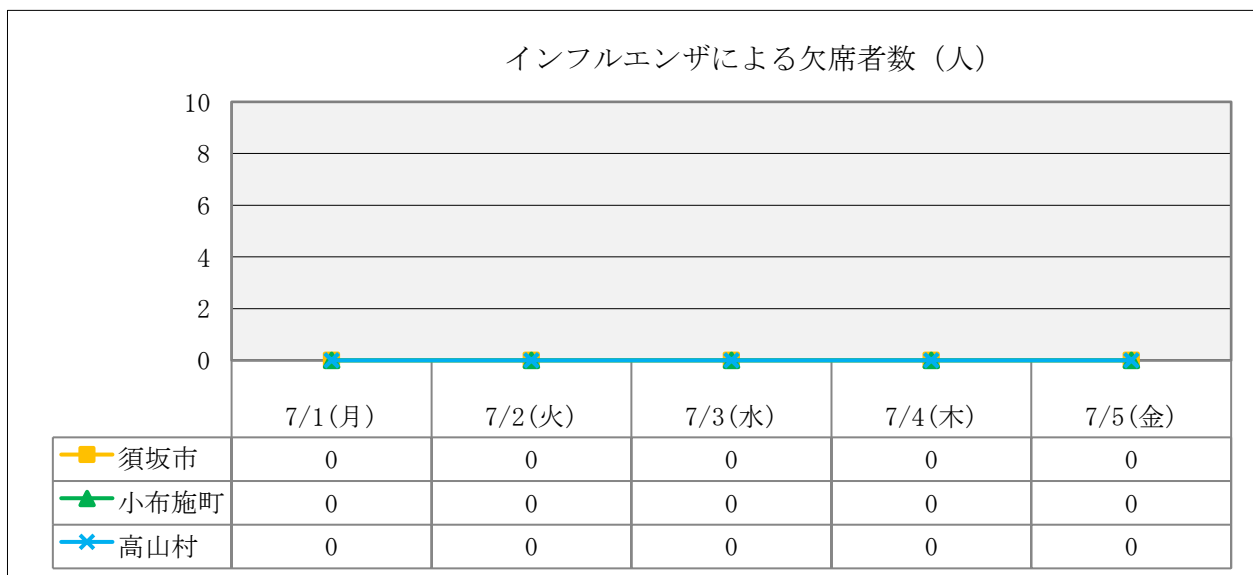 インフルエンザによる欠席者数（人）
10
8
6
4
2
0
7/1(月) 7/2(火) 7/3(水) 7/4(木) 7/5(金)
須坂市 0 0 0 0 0
小布施町 0 0 0 0 0
高山村 0 0 0 0 0